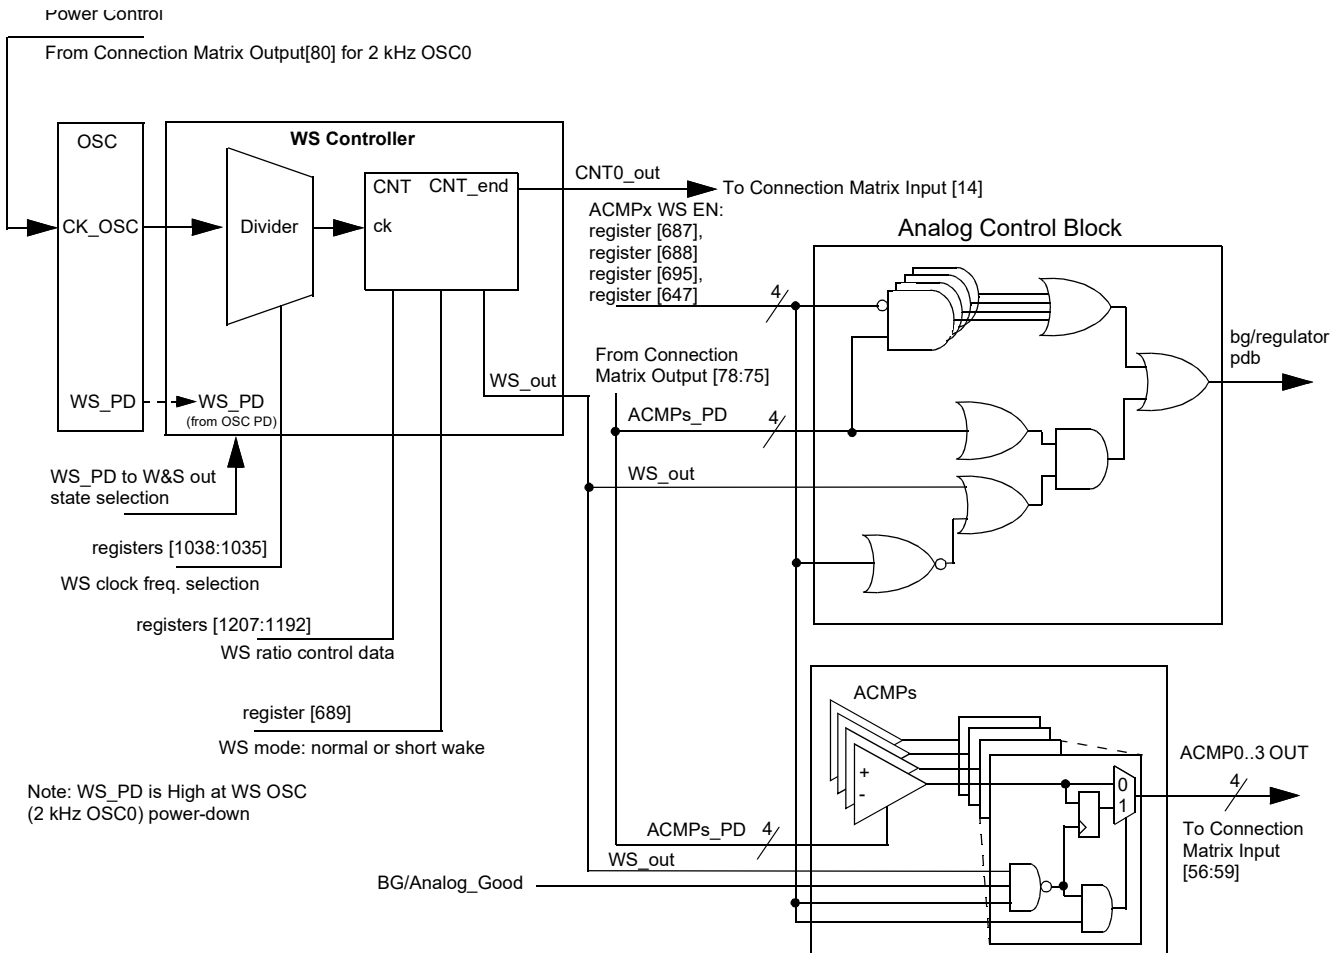 Power Control
From Connection Matrix Output[80] for 2 kHz OSC0
OSC
CK_OSC
WS_PD
WS Controller
Divider
CNT
CNT_end
ck
WS_PD
(from OSC PD)
CNT0_out
To Connection Matrix Input [14]
ACMPx WS EN:
register [687],
register [688]
register [695],
register [647]
4
From Connection
Matrix Output [78:75]
WS_out
ACMPs_PD
4
WS_out
Analog Control Block
bg/regulator
pdb
WS_PD to W&S out
state selection
registers [1038:1035]
WS clock freq. selection
registers [1207:1192]
WS ratio control data
register [689]
WS mode: normal or short wake
Note: WS_PD is High at WS OSC
(2 kHz OSC0) power-down
ACMPs
+
-
0
1
ACMP0..3 OUT
4
To Connection
Matrix Input
[56:59]
ACMPs_PD
4
WS_out
BG/Analog_Good